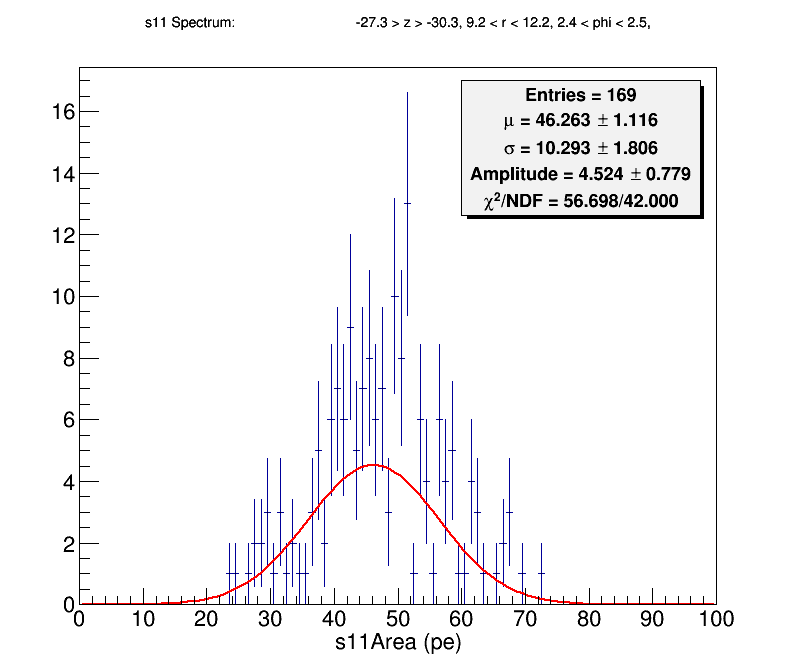 s11 Spectrum: -27.3 > z > -30.3, 9.2 < r < 12.2, 2.4 < phi < 2.5,
Entries = 169
μ = 46.263 ± 1.116
σ = 10.293 ± 1.806
Amplitude = 4.524 ± 0.779
χ²/NDF = 56.698/42.000
16
14
12
10
8
6
4
2
0
0 10 20 30 40 50 60 70 80 90 100
s11Area (pe)